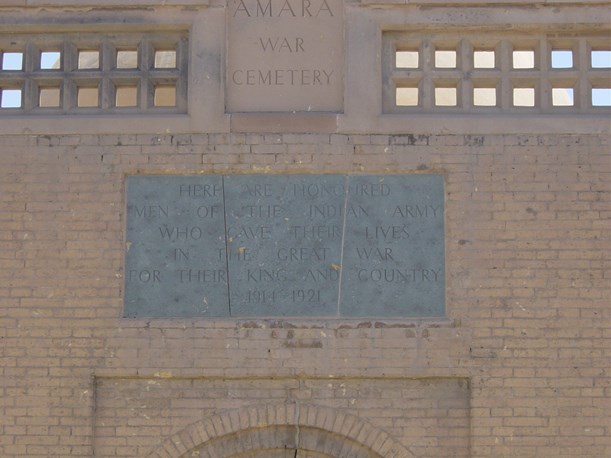 AMARA
WAR
CEMETERY
HERE ARE HONOURED
MEN OF THE INDIAN ARMY
WHO GAVE THEIR LIVES
IN THE GREAT WAR
FOR THEIR KING AND COUNTRY
1914-1921